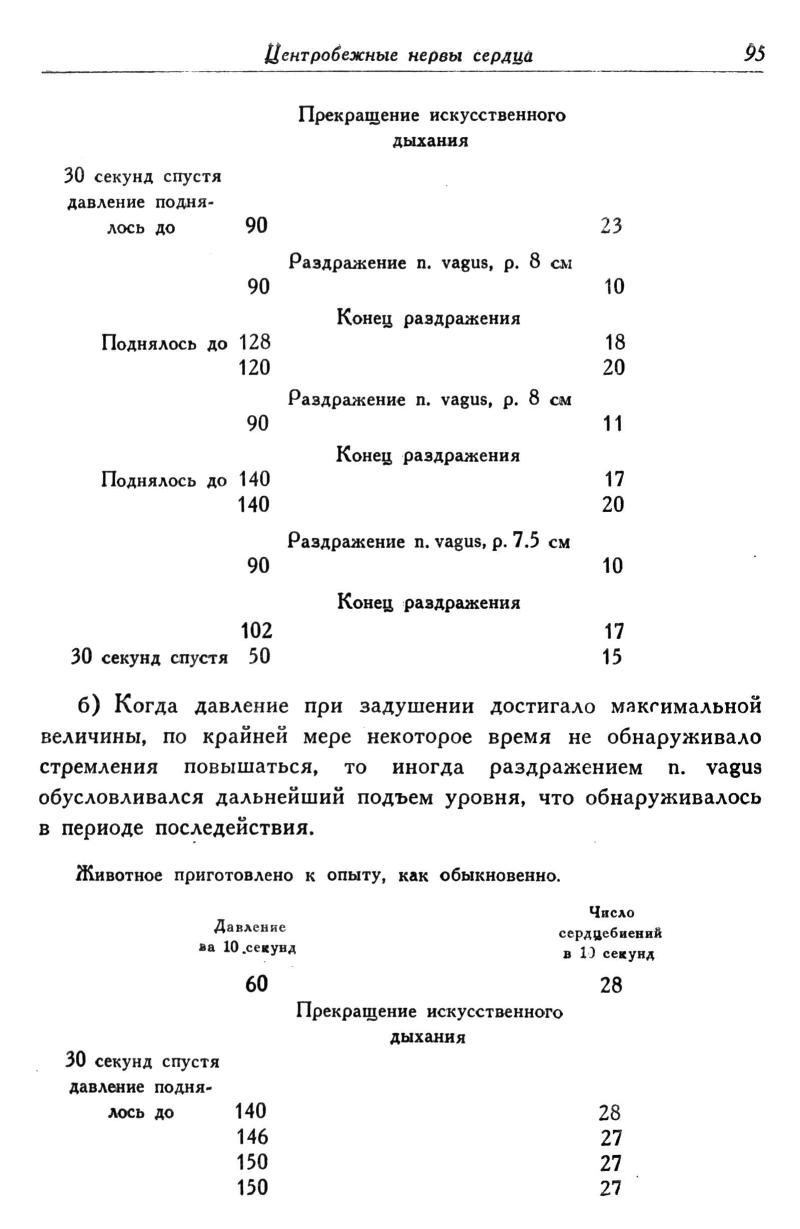 Центробежные нервы сердца 95
Прекращение искусственного
дыхания
30 секунд спустя
давление подня-
лось до 90 23
Раздражение n. vagus, р. 8 см
90 10
Конец раздражения
Поднялось до 128 18
120 20
Раздражение n. vagus, р. 8 см
90 11
Конец раздражения
Поднялось до 140 17
140 20
Раздражение n. vagus, р. 7.5 см
90 10
Конец раздражения
102 17
30 секунд спустя 50 15
б) Когда давление при задушении достигало максимальной
величины, по крайней мере некоторое время не обнаруживало
стремления повышаться, то иногда раздражением n. vagus
обусловливался дальнейший подъем уровня, что обнаруживалось
в периоде последействия.
Животное приготовлено к опыту, как обыкновенно.
Число
Давление
сердцебиений
за 10 секунд
в 10 секунд
60 28
Прекращение искусственного
дыхания
30 секунд спустя
давление подня-
лось до 140 28
146 27
150 27
150 27